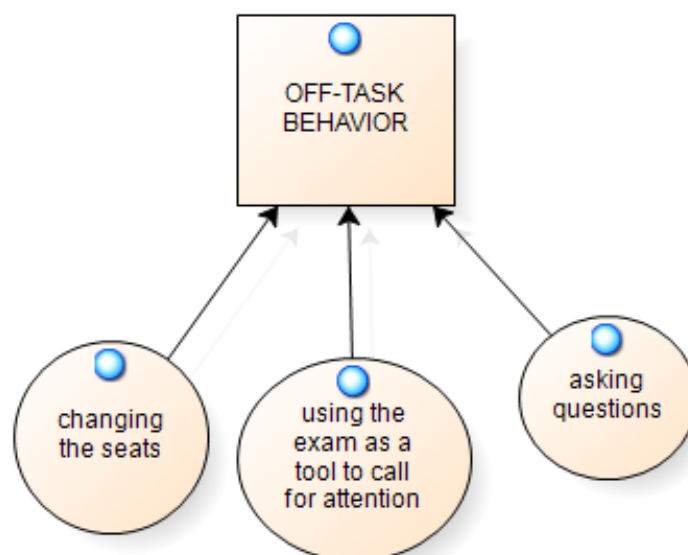 OFF-TASK
BEHAVIOR
changing
the seats
using the
exam as a
tool to call
for attention
asking
questions